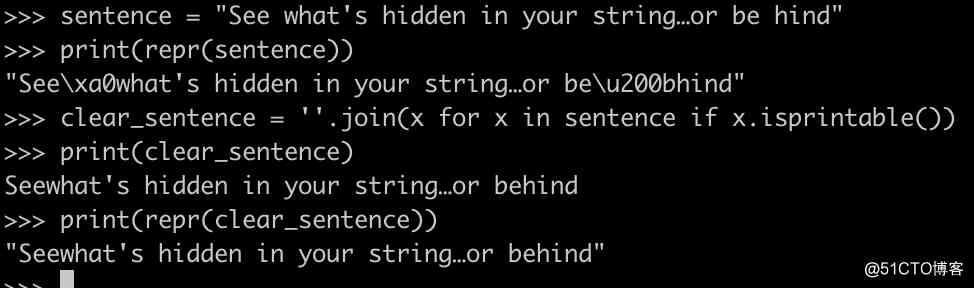 >>> sentence = "See what's hidden in your string…or be hind"
>>> print(repr(sentence))
"See\xa0what's hidden in your string…or be\u200bhind"
>>> clear_sentence = ''.join(x for x in sentence if x.isprintable())
>>> print(clear_sentence)
Seewhat's hidden in your string…or behind
>>> print(repr(clear_sentence))
"Seewhat's hidden in your string…or behind"
>>>
@51CTO博客